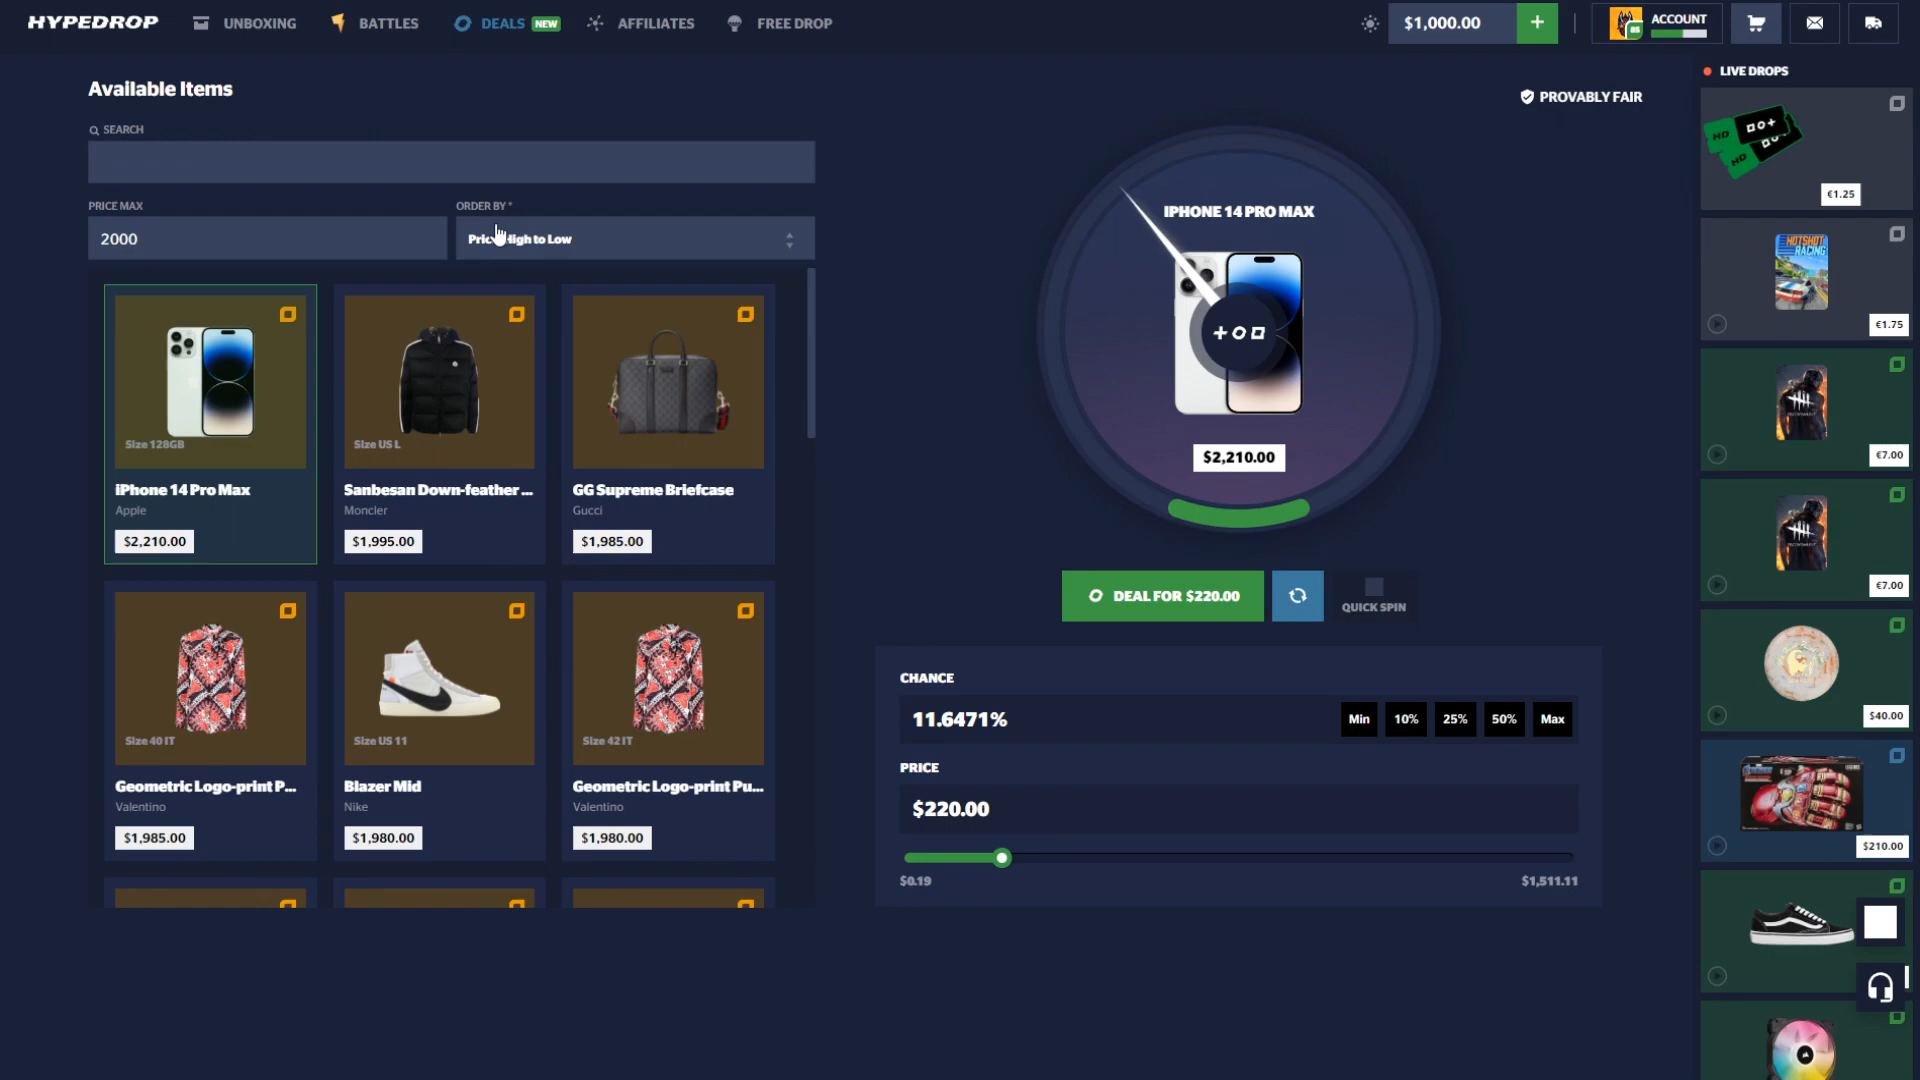 HYPEDROP
UNBOXING
BATTLES
DEALS NEW
AFFILIATES
FREE DROP
$1,000.00
+
85
ACCOUNT
Available Items
PROVABLY FAIR
SEARCH
PRICE MAX
ORDER BY *
2000
Price High to Low
Size 128GB
iPhone 14 Pro Max
Apple
$2,210.00
Size US L
Sanbesan Down-feather ...
Moncler
$1,995.00
GG Supreme Briefcase
Gucci
$1,985.00
Size 40 IT
Geometric Logo-print P...
Valentino
$1,985.00
Size US 11
Blazer Mid
Nike
$1,980.00
Size 42 IT
Geometric Logo-print Pu...
Valentino
$1,980.00
IPHONE 14 PRO MAX
$2,210.00
DEAL FOR $220.00
QUICK SPIN
CHANCE
11.6471%
Min
10%
25%
50%
Max
PRICE
$220.00
$0.19
$1,511.11
LIVE DROPS
HD
HD
€1.25
HOTSHOT
RACING
€1.75
€7.00
€7.00
$40.00
$210.00